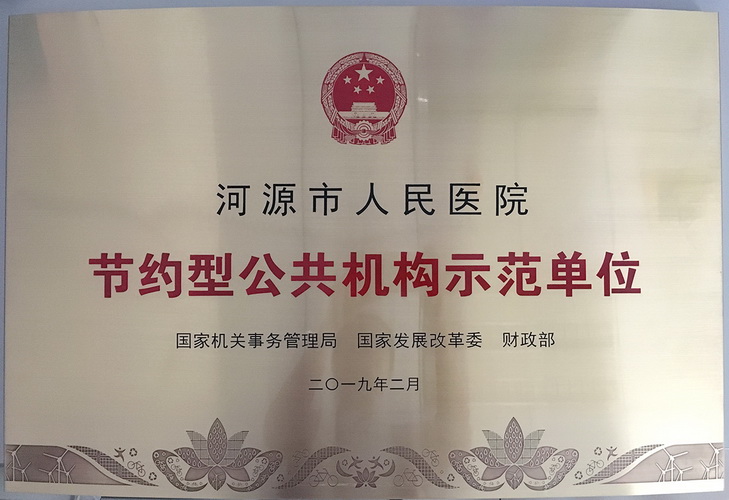 河源市人民医院
节约型公共机构示范单位
国家机关事务管理局 国家发展改革委 财政部
二〇一九年二月